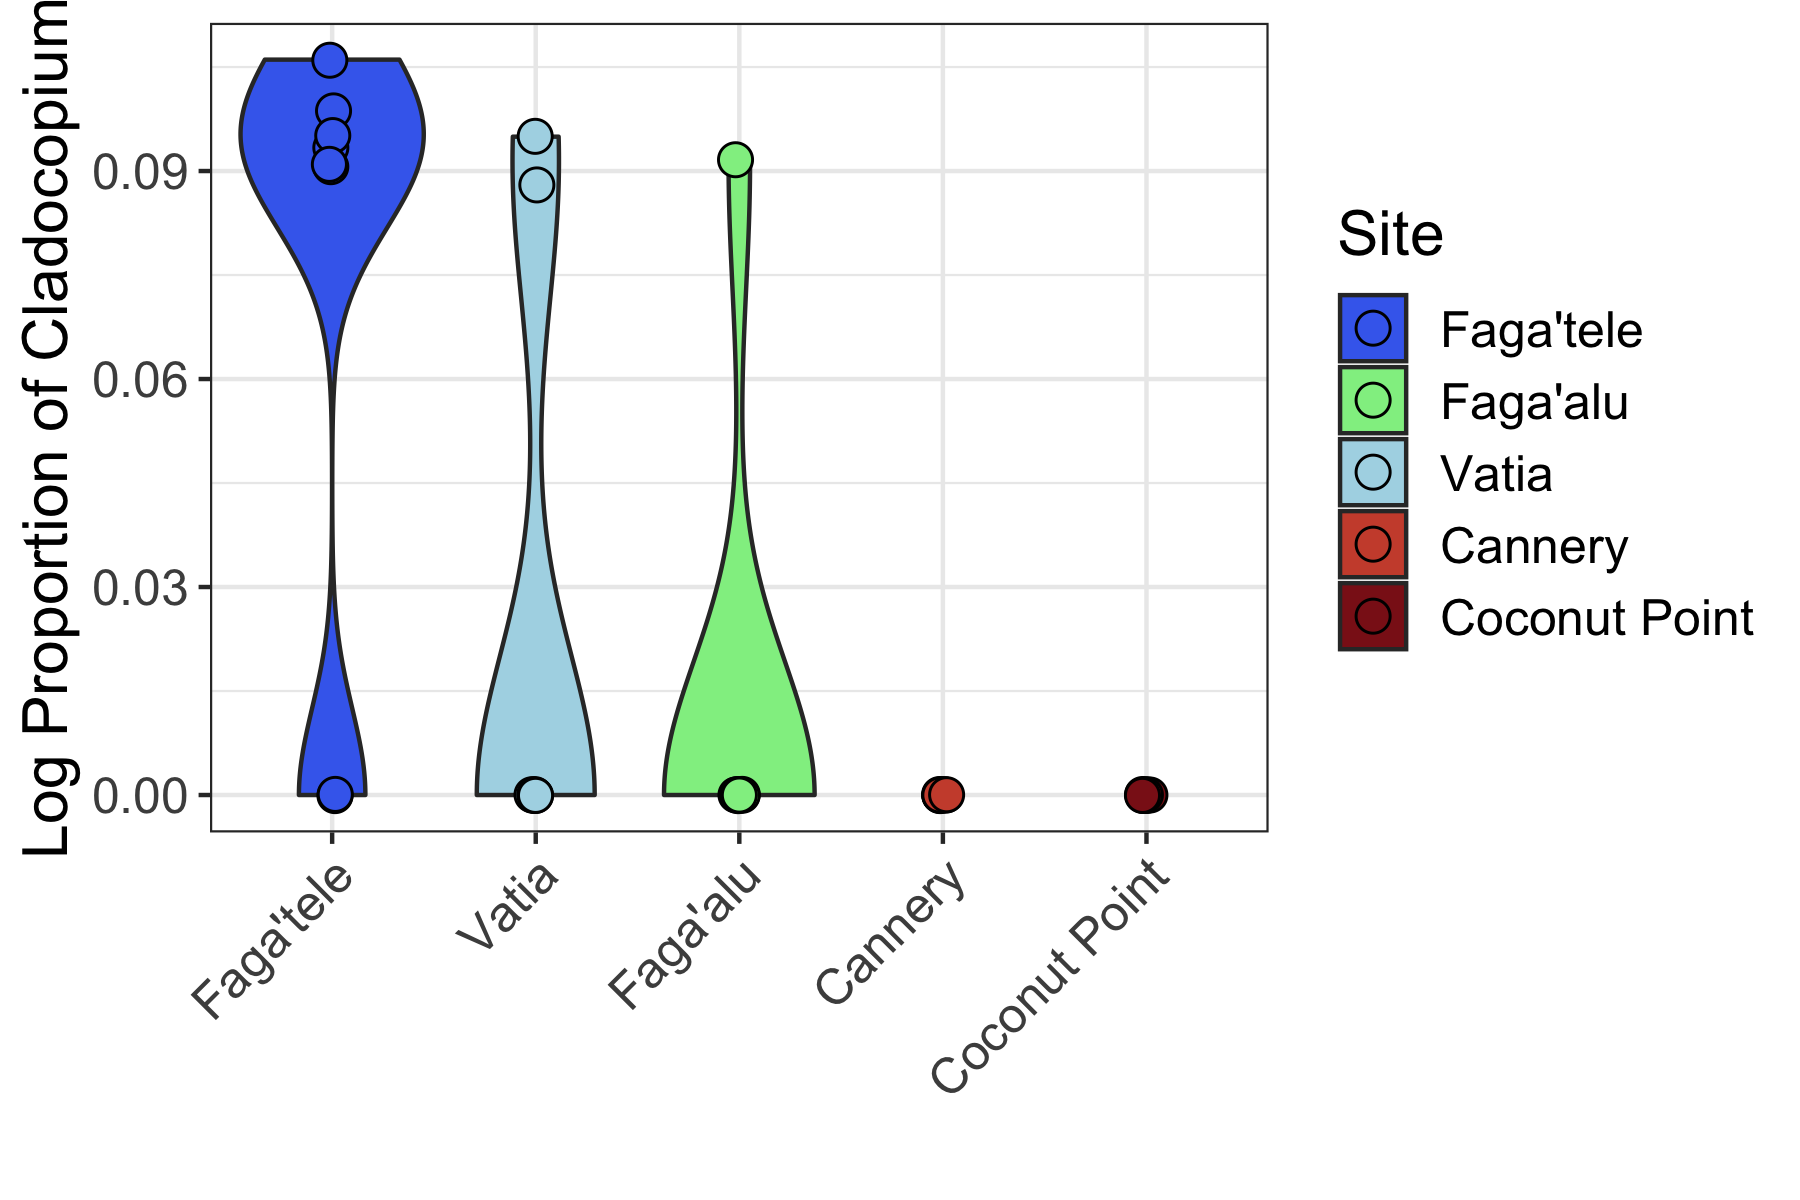 Log Proportion of Cladocopium
0.09
0.06
0.03
0.00
Faga'tele
Vatia
Faga'alu
Cannery
Coconut Point
Site
Faga'tele
Faga'alu
Vatia
Cannery
Coconut Point